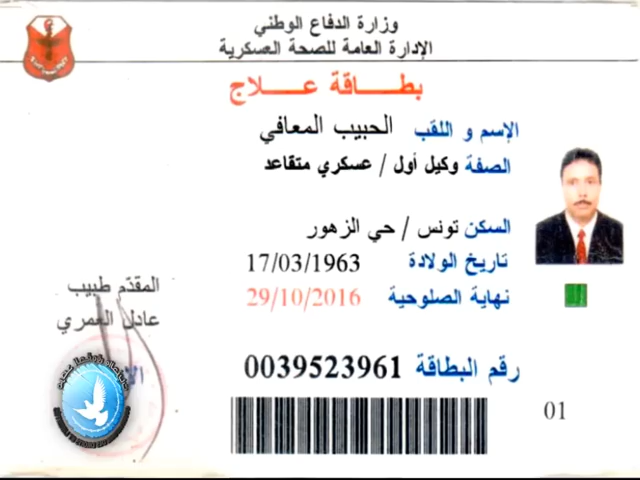 وزارة الدفاع الوطني
الإدارة العامة للصحة العسكرية
بطـــاقة عـــلاج
الإسم و اللقب الحبيب المعافي
الصفة وكيل أول / عسكري متقاعد
السكن تونس / حي الزهور
تاريخ الولادة 17/03/1963
نهاية الصلوحية 29/10/2016
المقدّم طبيب
عادل العمري
رقم البطاقة 0039523961
01